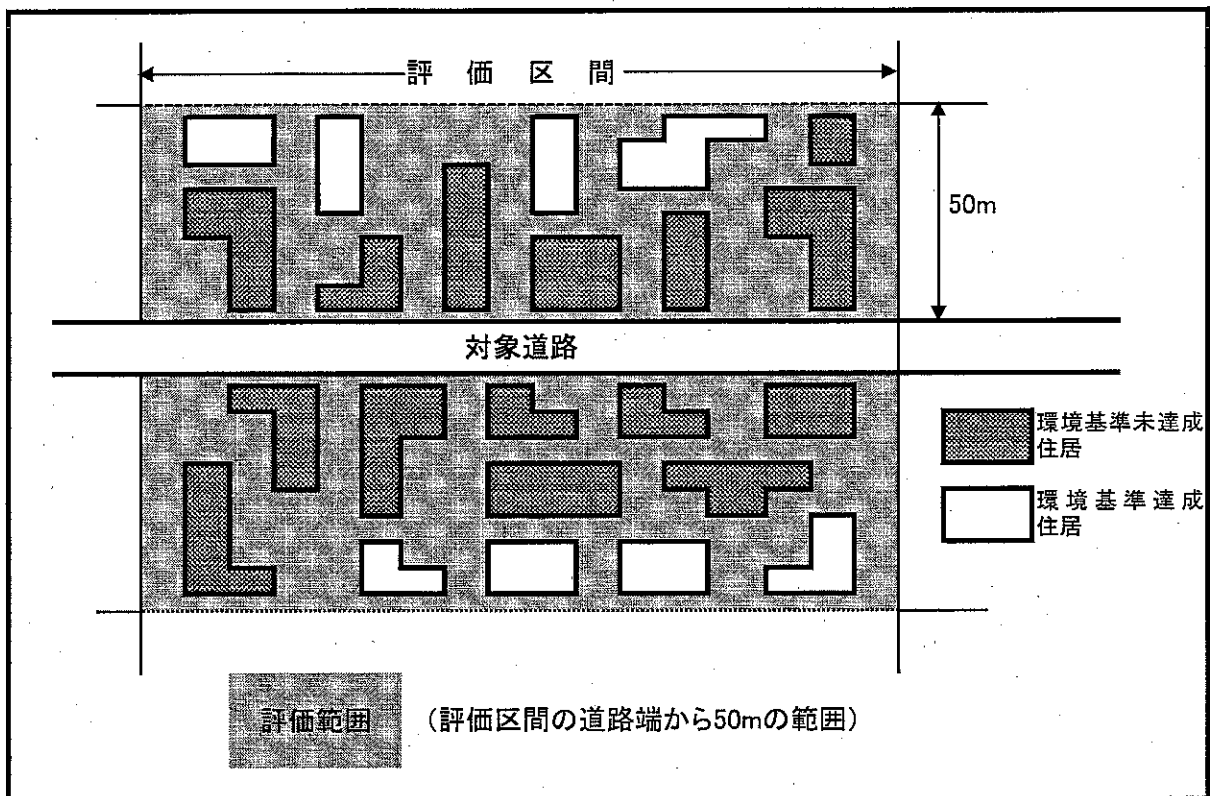 評価区間
50m
対象道路
環境基準未達成
住居
環境基準達成
住居
評価範囲 (評価区間の道路端から50mの範囲)